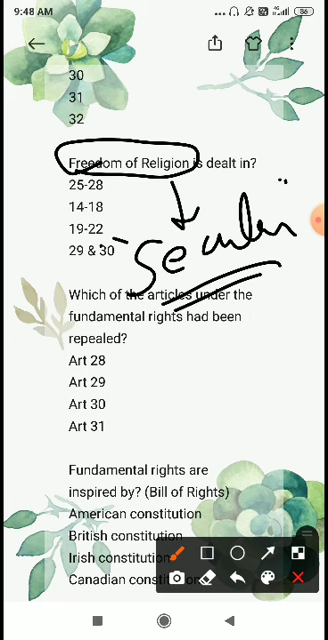 9:48 AM
86
30
31
32
Freedom of Religion is dealt in?
25-28
14-18
19-22
29 & 30
Which of the articles under the
fundamental rights had been
repealed?
Art 28
Art 29
Art 30
Art 31
Fundamental rights are
inspired by? (Bill of Rights)
American constitution
British constitution
Irish constitution
Canadian